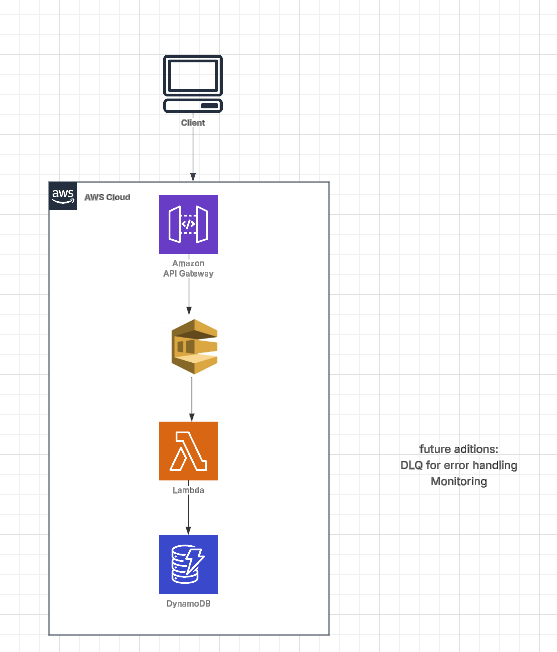 Client
aws
AWS Cloud
Amazon
API Gateway
Lambda
DynamoDB
future aditions:
DLQ for error handling
Monitoring